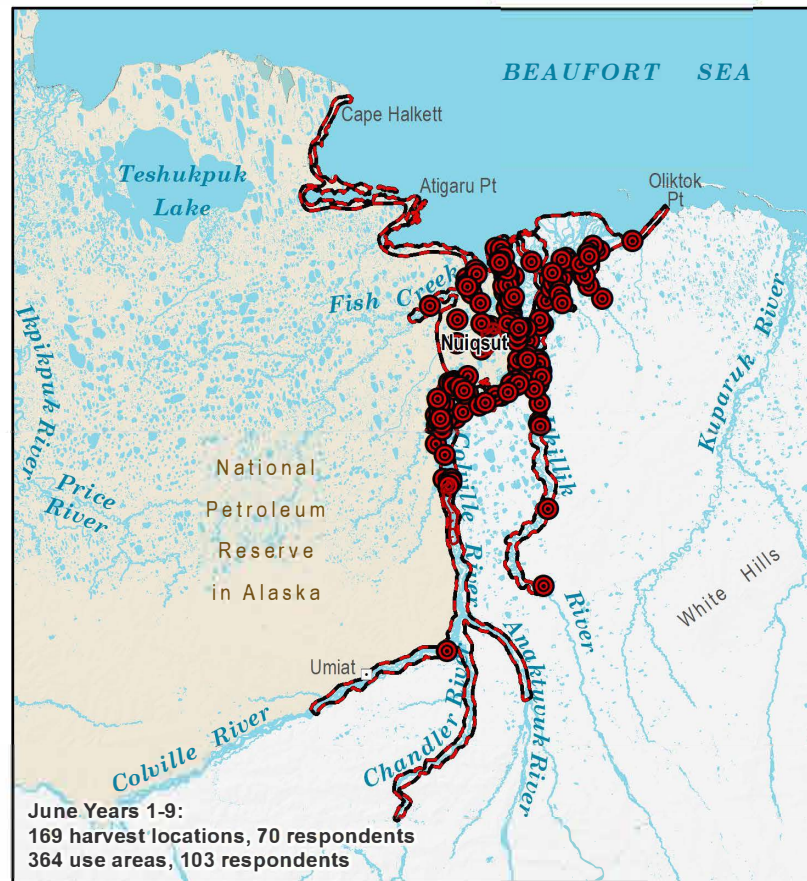 BEAUFORT SEA
Cape Halkett
Teshukpuk
Lake
Atigaru Pt
Oliktok
Pt
Fish Creek
Nuiqsut
Ikpikpuk River
Kuparuk River
Price
River
National
Petroleum
Reserve
in Alaska
Colville River
River
White Hills
Umiat
Anaktuvuk River
Chandler River
Colville River
June Years 1-9:
169 harvest locations, 70 respondents
364 use areas, 103 respondents